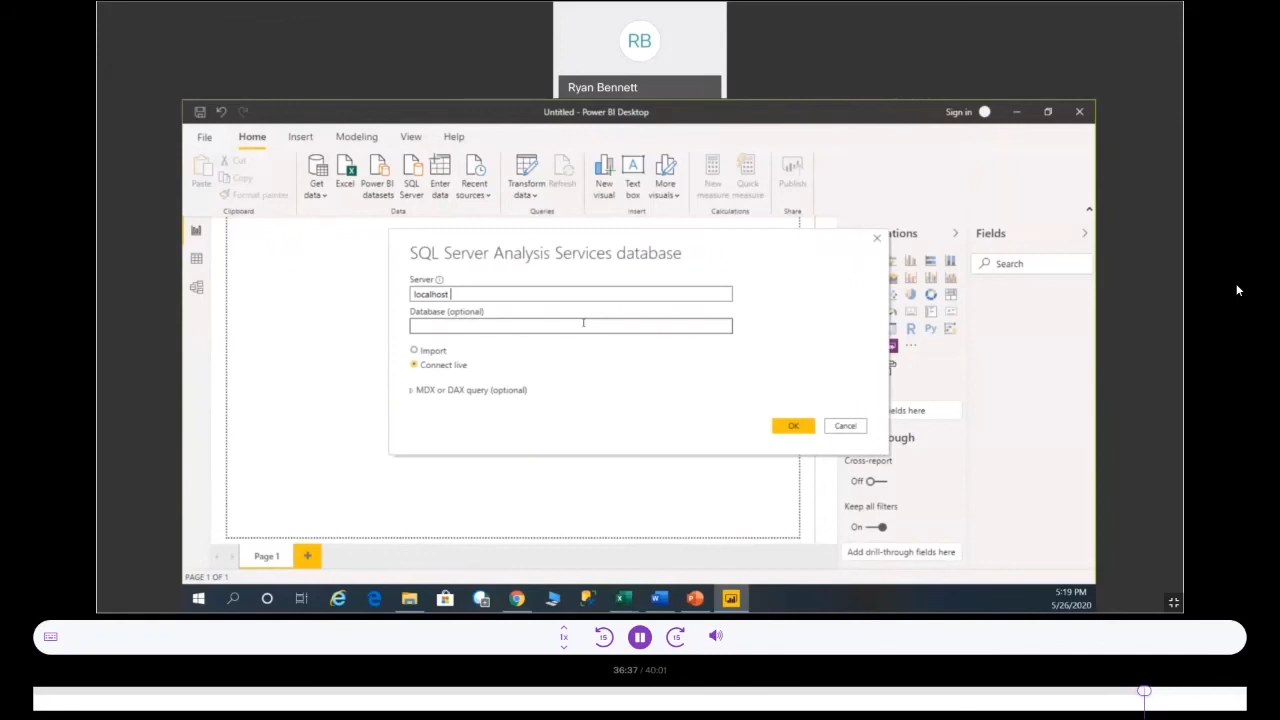 RB
Ryan Bennett
Untitled - Power BI Desktop
Sign in
File Home Insert Modeling View Help
Paste
Cut
Copy
Format painter
Clipboard
Get data
Excel
Power BI datasets
SQL Server
Enter data
Recent sources
Data
Transform data
Refresh
Queries
New visual
Text box
More visuals
Insert
New measure
Quick measure
Calculations
Publish
Share
SQL Server Analysis Services database
Server
localhost
Database (optional)
Import
Connect live
MDX or DAX query (optional)
OK
Cancel
ations
R
Py
elds here
ough
Cross-report
Off
Keep all filters
On
Add drill-through fields here
Fields
Search
Page 1
PAGE 1 OF 1
5:19 PM
5/26/2020
1x
15
15
36:37 / 40:01